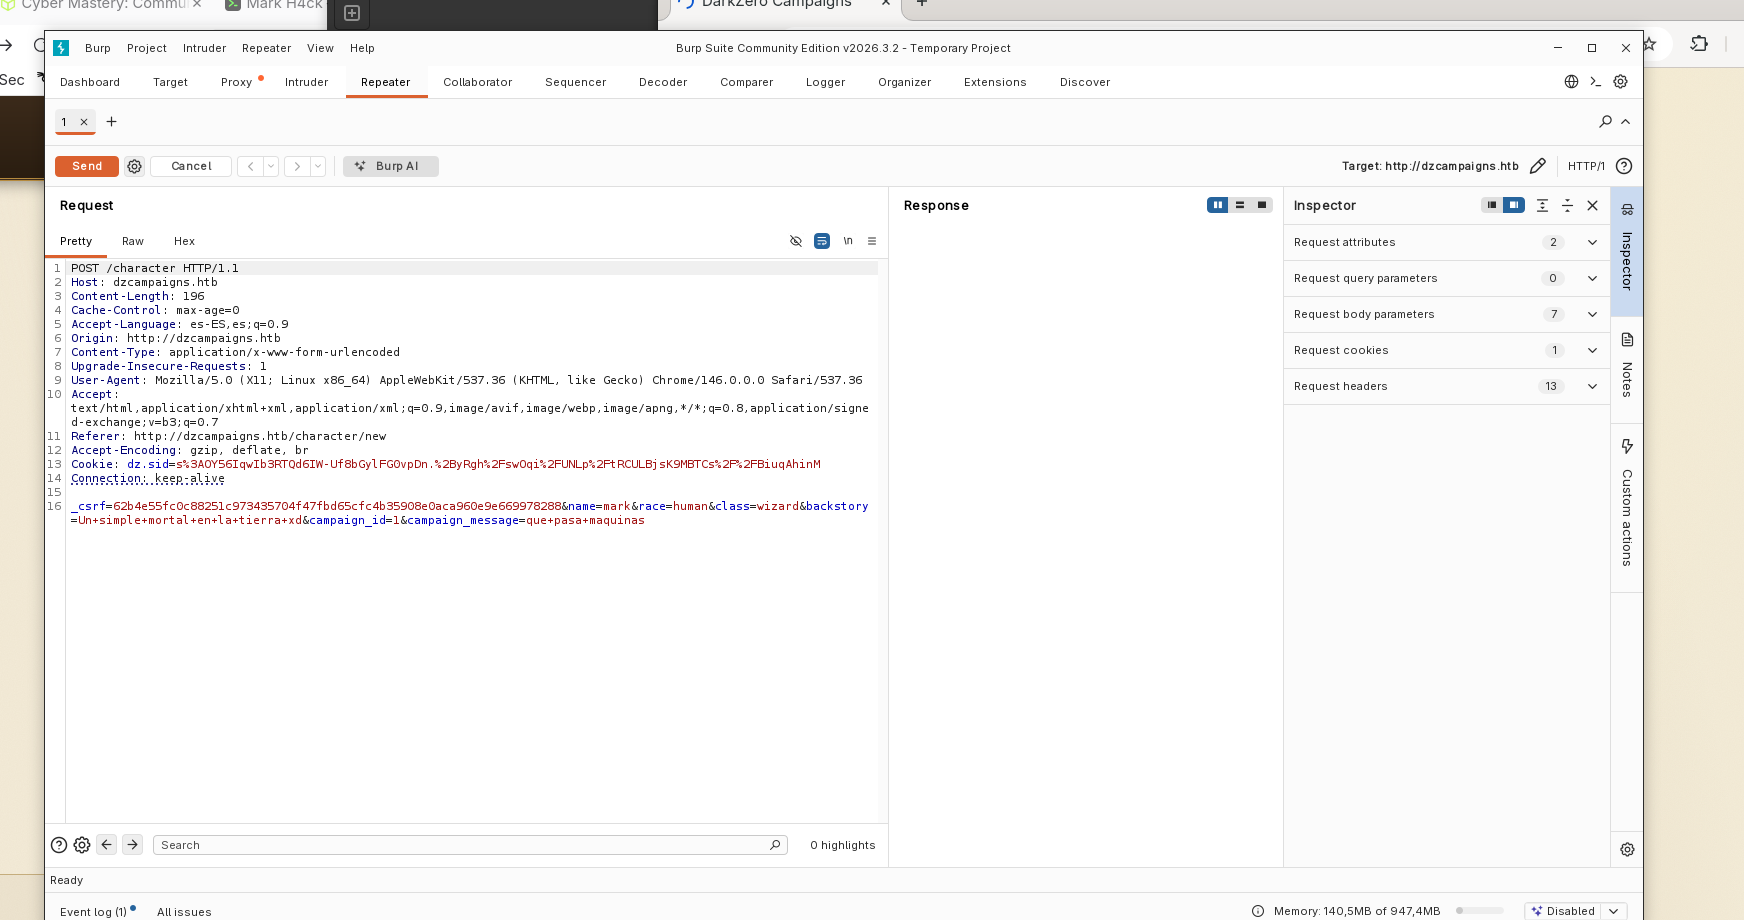 Cyber Mastery: Commu
Mark H4ck
DarkZero Campaigns
Sec
Burp Project Intruder Repeater View Help
Burp Suite Community Edition v2026.3.2 - Temporary Project
Dashboard Target Proxy Intruder Repeater Collaborator Sequencer Decoder Comparer Logger Organizer Extensions Discover
1
Send Cancel Burp AI
Target: http://dzcampaigns.htb HTTP/1
Request
Pretty Raw Hex
\n
1 POST /character HTTP/1.1
2 Host: dzcampaigns.htb
3 Content-Length: 196
4 Cache-Control: max-age=0
5 Accept-Language: es-ES,es;q=0.9
6 Origin: http://dzcampaigns.htb
7 Content-Type: application/x-www-form-urlencoded
8 Upgrade-Insecure-Requests: 1
9 User-Agent: Mozilla/5.0 (X11; Linux x86_64) AppleWebKit/537.36 (KHTML, like Gecko) Chrome/146.0.0.0 Safari/537.36
10 Accept:
text/html,application/xhtml+xml,application/xml;q=0.9,image/avif,image/webp,image/apng,*/*;q=0.8,application/signe
d-exchange;v=b3;q=0.7
11 Referer: http://dzcampaigns.htb/character/new
12 Accept-Encoding: gzip, deflate, br
13 Cookie: dz.sid=s%3AOY56IqwIb3RTQd6IW-Uf8bGylFG0vpDn.%2ByRgh%2FswOqi%2FUNLp%2FtRCULBjsK9MBTCs%2F%2FBiuqAhinM
14 Connection: keep-alive
15
16 _csrf=62b4e55fc0c88251c973435704f47fbd65cfc4b35908e0aca960e9e669978288&name=mark&race=human&class=wizard&backstory
=Un+simple+mortal+en+la+tierra+xd&campaign_id=1&campaign_message=que+pasa+maquinas
Search
0 highlights
Response
Inspector
Request attributes 2
Request query parameters 0
Request body parameters 7
Request cookies 1
Request headers 13
Inspector
Notes
Custom actions
Ready
Event log (1) All issues
Memory: 140,5MB of 947,4MB
Disabled